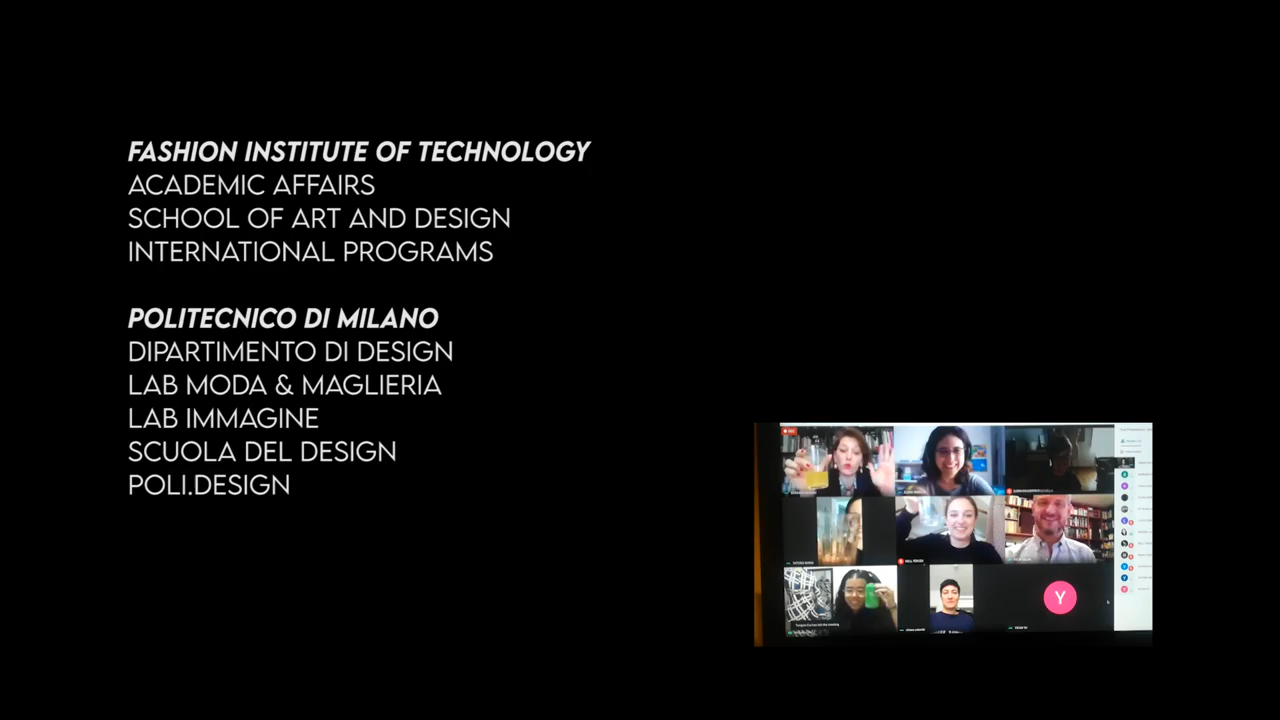 FASHION INSTITUTE OF TECHNOLOGY
ACADEMIC AFFAIRS
SCHOOL OF ART AND DESIGN
INTERNATIONAL PROGRAMS
POLITECNICO DI MILANO
DIPARTIMENTO DI DESIGN
LAB MODA & MAGLIERIA
LAB IMMAGINE
SCUOLA DEL DESIGN
POLI.DESIGN
Y